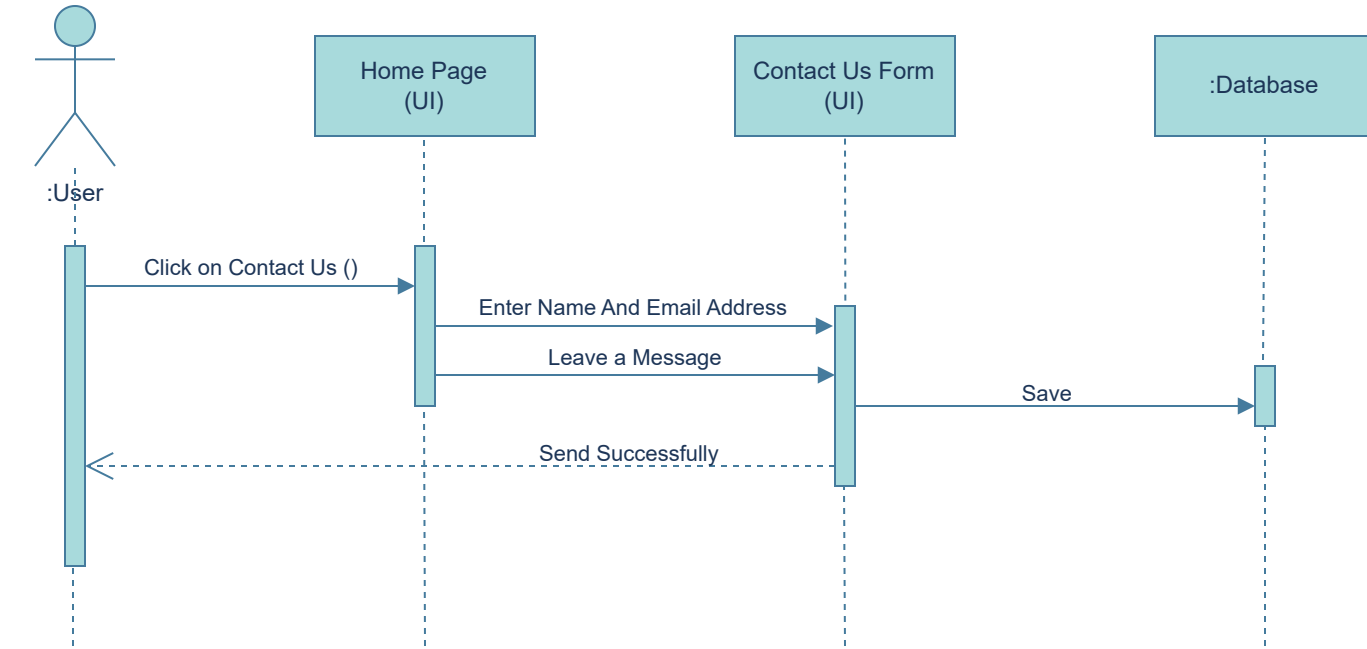 Home Page
(UI)
Contact Us Form
(UI)
:Database
:User
Click on Contact Us ()
Enter Name And Email Address
Leave a Message
Save
Send Successfully